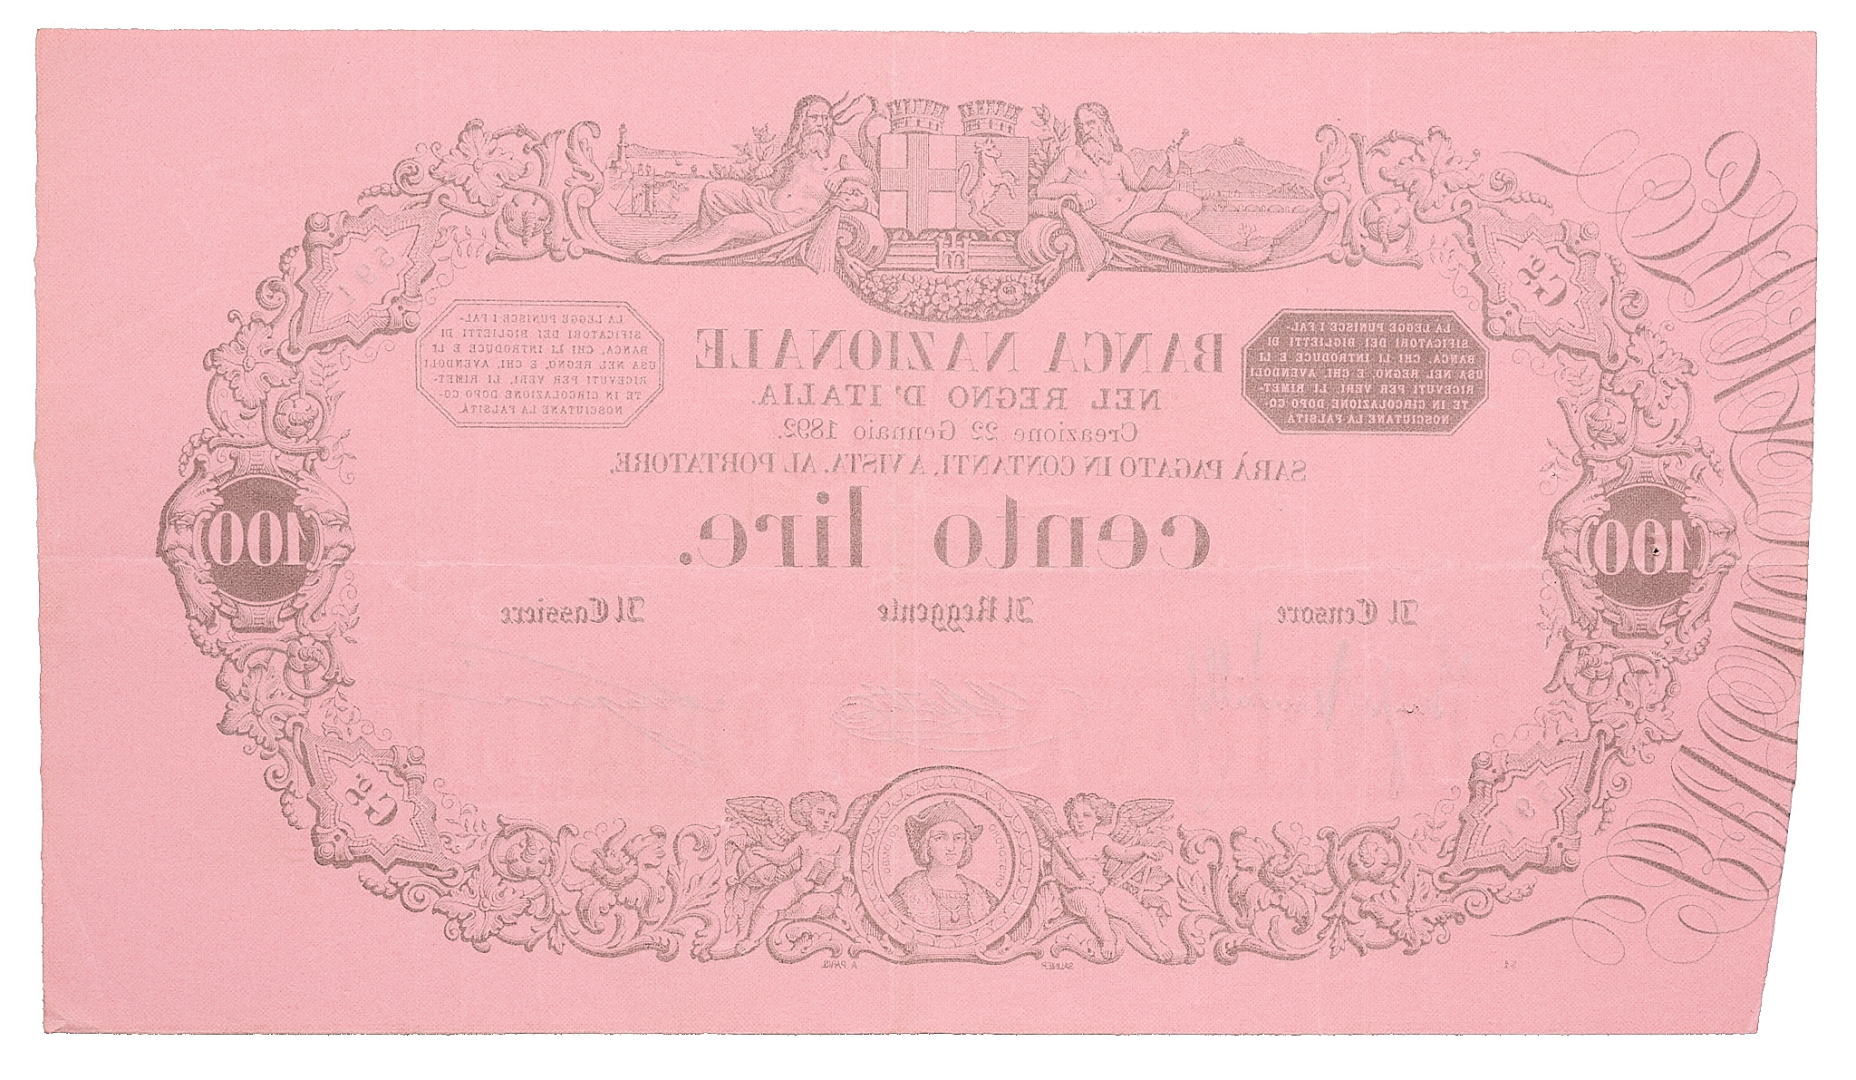 BANCA NAZIONALE
NEL REGNO D'ITALIA.
Creazione 22 Gennaio 1892.
SARÀ PAGATO IN CONTANTI, A VISTA, AL PORTATORE,
cento lire.
Il Cassiere
Il Reggente
Il Censore
LA LEGGE PUNISCE I FAL-
SIFICATORI DEI BIGLIETTI DI
BANCA, CHI LI INTRODUCE E LI
USA NEL REGNO, E CHI, AVENDOLI
RICEVUTI PER VERI, LI RIMET-
TE IN CIRCOLAZIONE DOPO CO-
NOSCIUTANE LA FALSITÀ.
LA LEGGE PUNISCE I FAL-
SIFICATORI DEI BIGLIETTI DI
BANCA, CHI LI INTRODUCE E LI
USA NEL REGNO, E CHI, AVENDOLI
RICEVUTI PER VERI, LI RIMET-
TE IN CIRCOLAZIONE DOPO CO-
NOSCIUTANE LA FALSITÀ
100
100